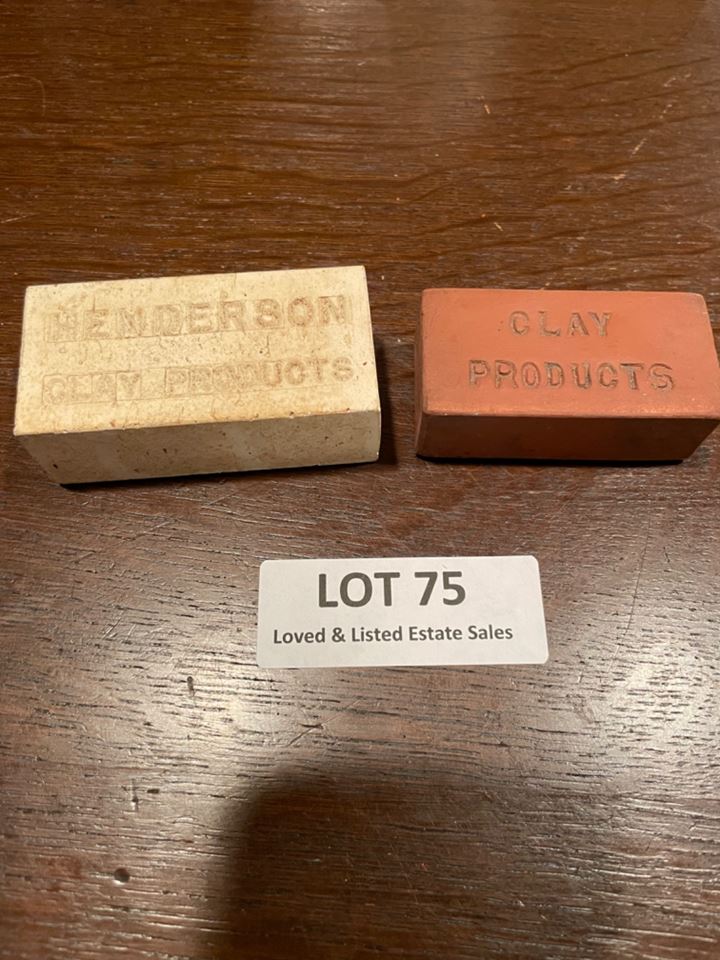 HENDERSON
CLAY PRODUCTS
CLAY
PRODUCTS
LOT 75
Loved & Listed Estate Sales